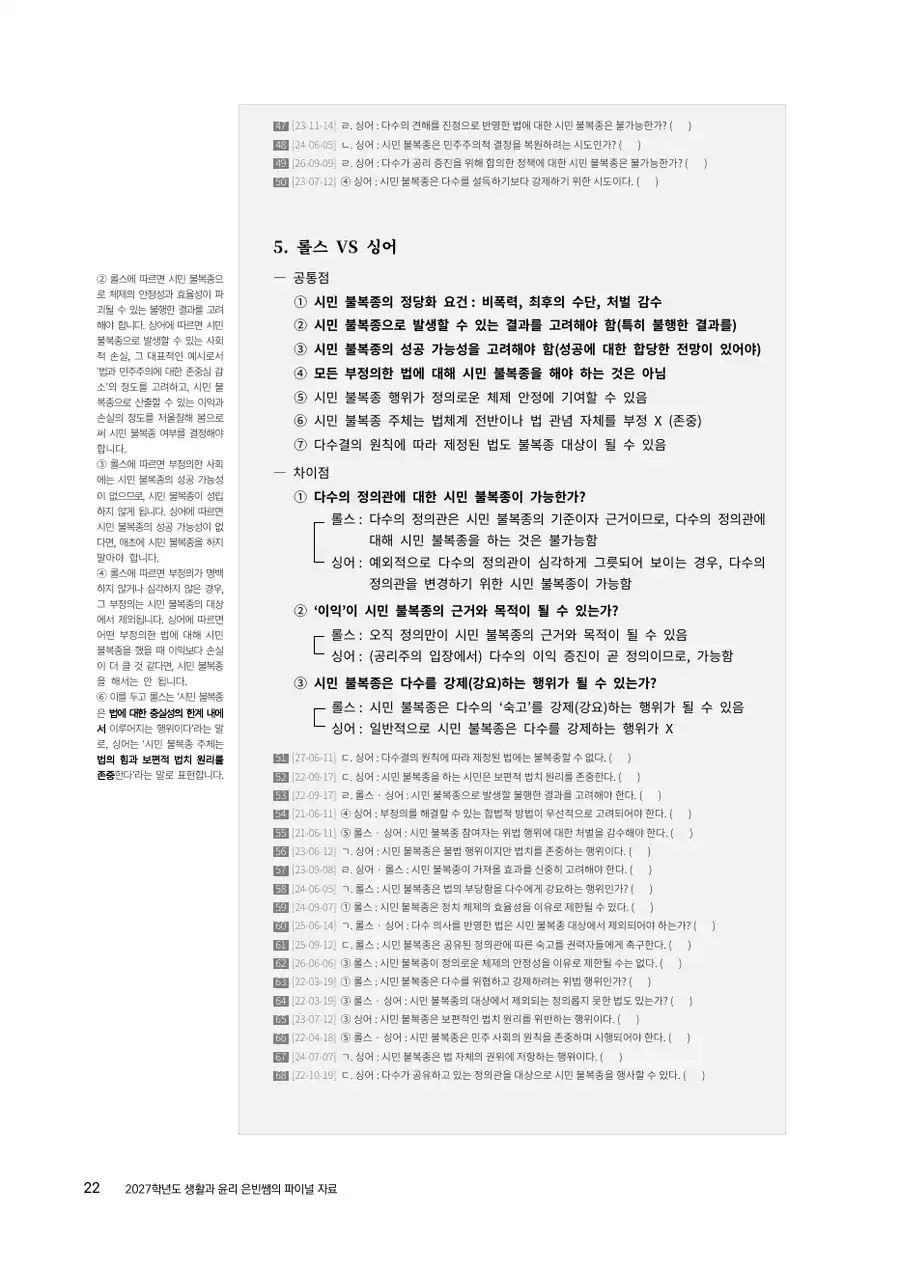 47 [23-11-14] ㄹ. 싱어 : 다수의 견해를 진정으로 반영한 법에 대한 시민 불복종은 불가능한가? ( )
48 [24-06-05] ㄴ. 싱어 : 시민 불복종은 민주주의적 결정을 복원하려는 시도인가? ( )
49 [26-09-09] ㄹ. 싱어 : 다수가 공리 증진을 위해 합의한 정책에 대한 시민 불복종은 불가능한가? ( )
50 [23-07-12] ④ 싱어 : 시민 불복종은 다수를 설득하기보다 강제하기 위한 시도이다. ( )
5. 롤스 VS 싱어
― 공통점
① 시민 불복종의 정당화 요건 : 비폭력, 최후의 수단, 처벌 감수
② 시민 불복종으로 발생할 수 있는 결과를 고려해야 함(특히 불행한 결과를)
③ 시민 불복종의 성공 가능성을 고려해야 함(성공에 대한 합당한 전망이 있어야)
④ 모든 부정의한 법에 대해 시민 불복종을 해야 하는 것은 아님
⑤ 시민 불복종 행위가 정의로운 체제 안정에 기여할 수 있음
⑥ 시민 불복종 주체는 법체계 전반이나 법 관념 자체를 부정 X (존중)
⑦ 다수결의 원칙에 따라 제정된 법도 불복종 대상이 될 수 있음
― 차이점
① 다수의 정의관에 대한 시민 불복종이 가능한가?
롤스 : 다수의 정의관은 시민 불복종의 기준이자 근거이므로, 다수의 정의관에
대해 시민 불복종을 하는 것은 불가능함
싱어 : 예외적으로 다수의 정의관이 심각하게 그릇되어 보이는 경우, 다수의
정의관을 변경하기 위한 시민 불복종이 가능함
② ‘이익’이 시민 불복종의 근거와 목적이 될 수 있는가?
롤스 : 오직 정의만이 시민 불복종의 근거와 목적이 될 수 있음
싱어 : (공리주의 입장에서) 다수의 이익 증진이 곧 정의이므로, 가능함
③ 시민 불복종은 다수를 강제(강요)하는 행위가 될 수 있는가?
롤스 : 시민 불복종은 다수의 ‘숙고’를 강제(강요)하는 행위가 될 수 있음
싱어 : 일반적으로 시민 불복종은 다수를 강제하는 행위가 X
51 [27-06-11] ㄷ. 싱어 : 다수결의 원칙에 따라 제정된 법에는 불복종할 수 없다. ( )
52 [22-09-17] ㄷ. 싱어 : 시민 불복종을 하는 시민은 보편적 법치 원리를 존중한다. ( )
53 [22-09-17] ㄹ. 롤스 · 싱어 : 시민 불복종으로 발생할 불행한 결과를 고려해야 한다. ( )
54 [21-06-11] ④ 싱어 : 부정의를 해결할 수 있는 합법적 방법이 우선적으로 고려되어야 한다. ( )
55 [21-06-11] ⑤ 롤스 · 싱어 : 시민 불복종 참여자는 위법 행위에 대한 처벌을 감수해야 한다. ( )
56 [23-06-12] ㄱ. 싱어 : 시민 불복종은 불법 행위이지만 법치를 존중하는 행위이다. ( )
57 [23-09-08] ㄹ. 싱어 · 롤스 : 시민 불복종이 가져올 효과를 신중히 고려해야 한다. ( )
58 [24-06-05] ㄱ. 롤스 : 시민 불복종은 법의 부당함을 다수에게 강요하는 행위인가? ( )
59 [24-09-07] ① 롤스 : 시민 불복종은 정치 체제의 효율성을 이유로 제한될 수 있다. ( )
60 [25-06-14] ㄱ. 롤스 · 싱어 : 다수 의사를 반영한 법은 시민 불복종 대상에서 제외되어야 하는가? ( )
61 [25-09-12] ㄷ. 롤스 : 시민 불복종은 공유된 정의관에 따른 숙고를 권력자들에게 촉구한다. ( )
62 [26-06-06] ③ 롤스 : 시민 불복종이 정의로운 체제의 안정성을 이유로 제한될 수는 없다. ( )
63 [22-03-19] ① 롤스 : 시민 불복종은 다수를 위협하고 강제하려는 위법 행위인가? ( )
64 [22-03-19] ③ 롤스 · 싱어 : 시민 불복종의 대상에서 제외되는 정의롭지 못한 법도 있는가? ( )
65 [23-07-12] ③ 싱어 : 시민 불복종은 보편적인 법치 원리를 위반하는 행위이다. ( )
66 [22-04-18] ⑤ 롤스 · 싱어 : 시민 불복종은 민주 사회의 원칙을 존중하며 시행되어야 한다. ( )
67 [24-07-07] ㄱ. 싱어 : 시민 불복종은 법 자체의 권위에 저항하는 행위이다. ( )
68 [22-10-19] ㄷ. 싱어 : 다수가 공유하고 있는 정의관을 대상으로 시민 불복종을 행사할 수 있다. ( )
② 롤스에 따르면 시민 불복종으
로 체제의 안정성과 효율성이 파
괴될 수 있는 불행한 결과를 고려
해야 합니다. 싱어에 따르면 시민
불복종으로 발생할 수 있는 사회
적 손실, 그 대표적인 예시로서
‘법과 민주주의에 대한 존중심 감
소’의 정도를 고려하고, 시민 불
복종으로 산출할 수 있는 이익과
손실의 정도를 저울질해 봄으로
써 시민 불복종 여부를 결정해야
합니다.
③ 롤스에 따르면 부정의한 사회
에는 시민 불복종의 성공 가능성
이 없으므로, 시민 불복종이 성립
하지 않게 됩니다. 싱어에 따르면
시민 불복종의 성공 가능성이 없
다면, 애초에 시민 불복종을 하지
말아야 합니다.
④ 롤스에 따르면 부정의가 명백
하지 않거나 심각하지 않은 경우,
그 부정의는 시민 불복종의 대상
에서 제외됩니다. 싱어에 따르면
어떤 부정의한 법에 대해 시민
불복종을 했을 때 이익보다 손실
이 더 클 것 같다면, 시민 불복종
을 해서는 안 됩니다.
⑥ 이를 두고 롤스는 ‘시민 불복종
은 법에 대한 충실성의 한계 내에
서 이루어지는 행위이다’라는 말
로, 싱어는 ‘시민 불복종 주체는
법의 힘과 보편적 법치 원리를
존중한다’라는 말로 표현합니다.
22 2027학년도 생활과 윤리 은빈쌤의 파이널 자료